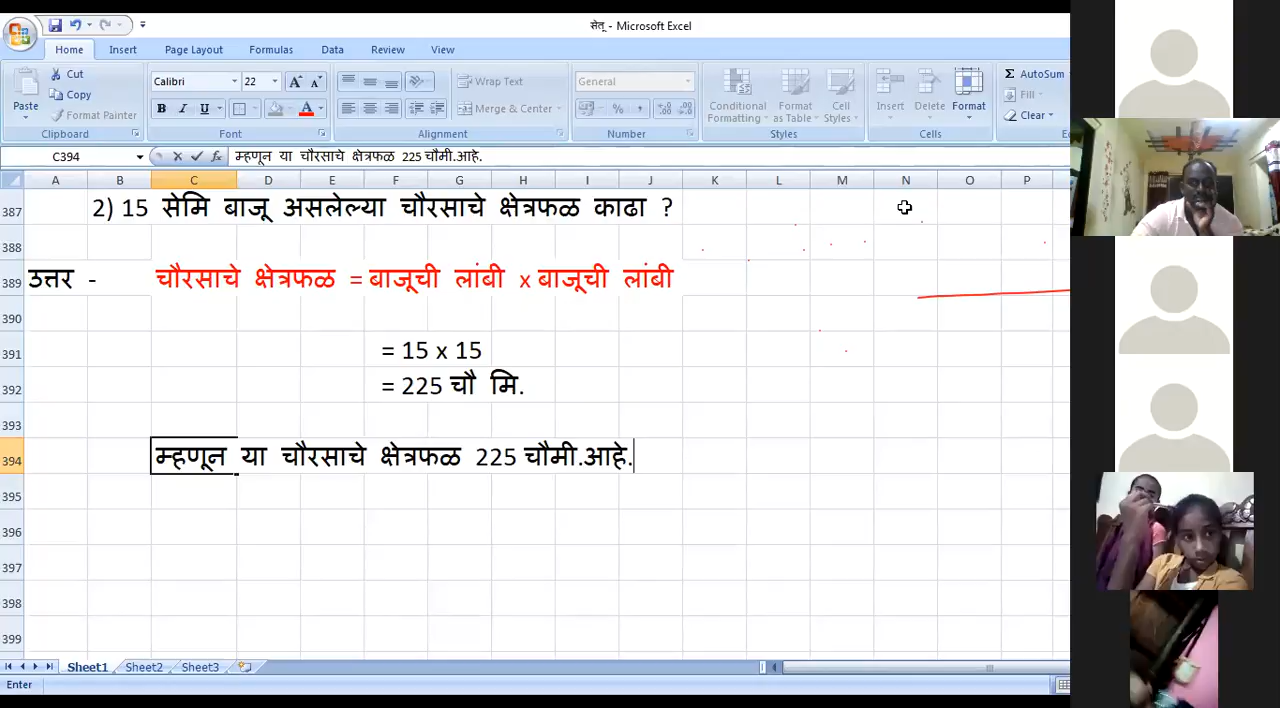 सेतू - Microsoft Excel
Home Insert Page Layout Formulas Data Review View
Paste Cut Copy Format Painter Clipboard
Calibri 22 B I U A Font
Wrap Text Merge & Center Alignment
General % , Number
Conditional Formatting Format as Table Cell Styles Styles
Insert Delete Format Cells
Σ AutoSum Fill Clear
C394 fx म्हणून या चौरसाचे क्षेत्रफळ 225 चौमी.आहे.
A B C D E F G H I J K L M N O P
387 2) 15 सेमि बाजू असलेल्या चौरसाचे क्षेत्रफळ काढा ?
388
389 उत्तर - चौरसाचे क्षेत्रफळ = बाजूची लांबी x बाजूची लांबी
390
391 = 15 x 15
392 = 225 चौ मि.
393
394 म्हणून या चौरसाचे क्षेत्रफळ 225 चौमी.आहे.
395
396
397
398
399
Sheet1 Sheet2 Sheet3
Enter